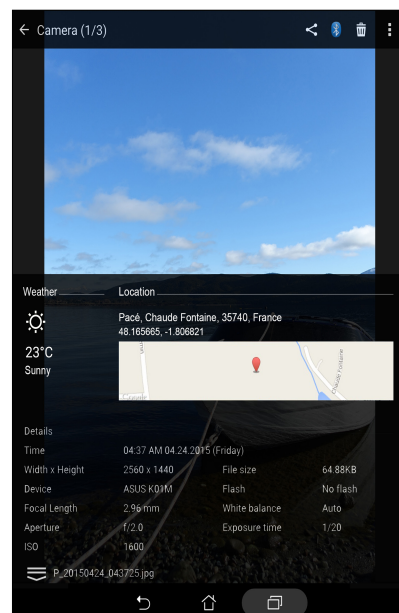 Camera (1/3)
Weather
Location
Pacé, Chaude Fontaine, 35740, France
48.165665, -1.806821
23°C
Sunny
Chaude Fontaine
Details
Time 04:37 AM 04.24.2015 (Friday)
Width x Height 2560 x 1440 File size 64.88KB
Device ASUS K01M Flash No flash
Focal Length 2.96 mm White balance Auto
Aperture f/2.0 Exposure time 1/20
ISO 1600
P_20150424_043725.jpg